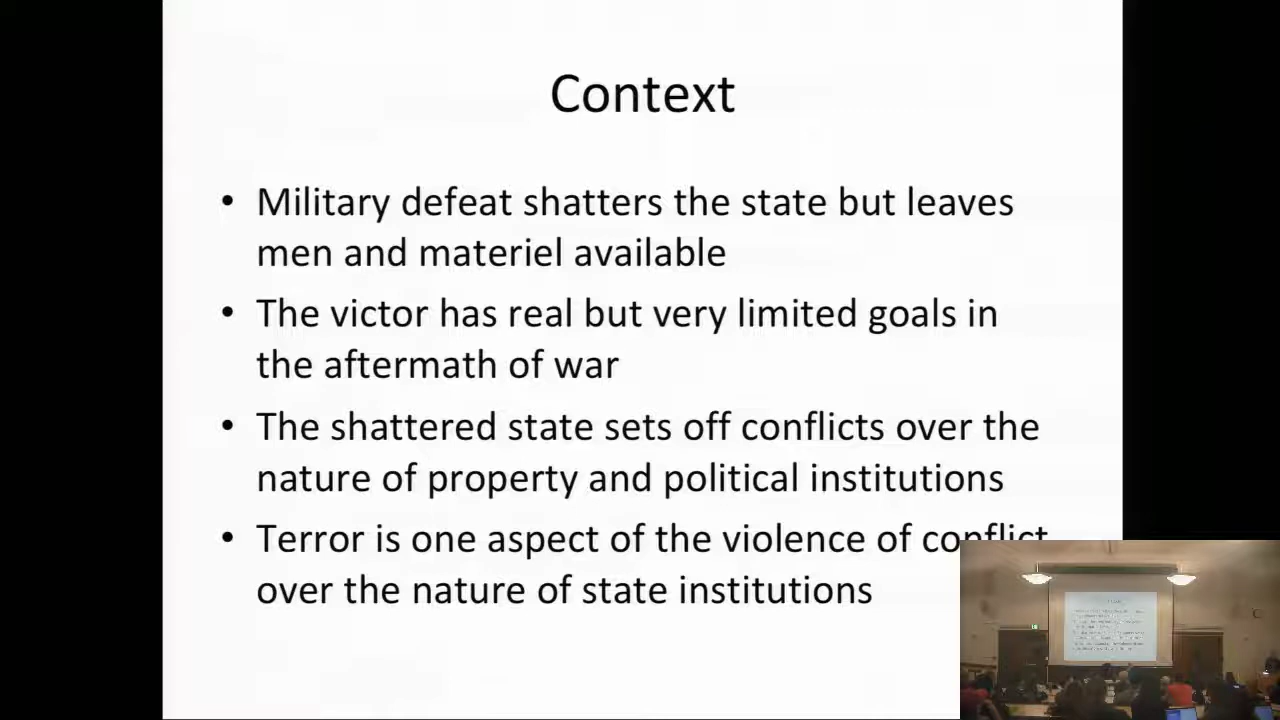 Context
• Military defeat shatters the state but leaves
men and materiel available
• The victor has real but very limited goals in
the aftermath of war
• The shattered state sets off conflicts over the
nature of property and political institutions
• Terror is one aspect of the violence of conflict
over the nature of state institutions